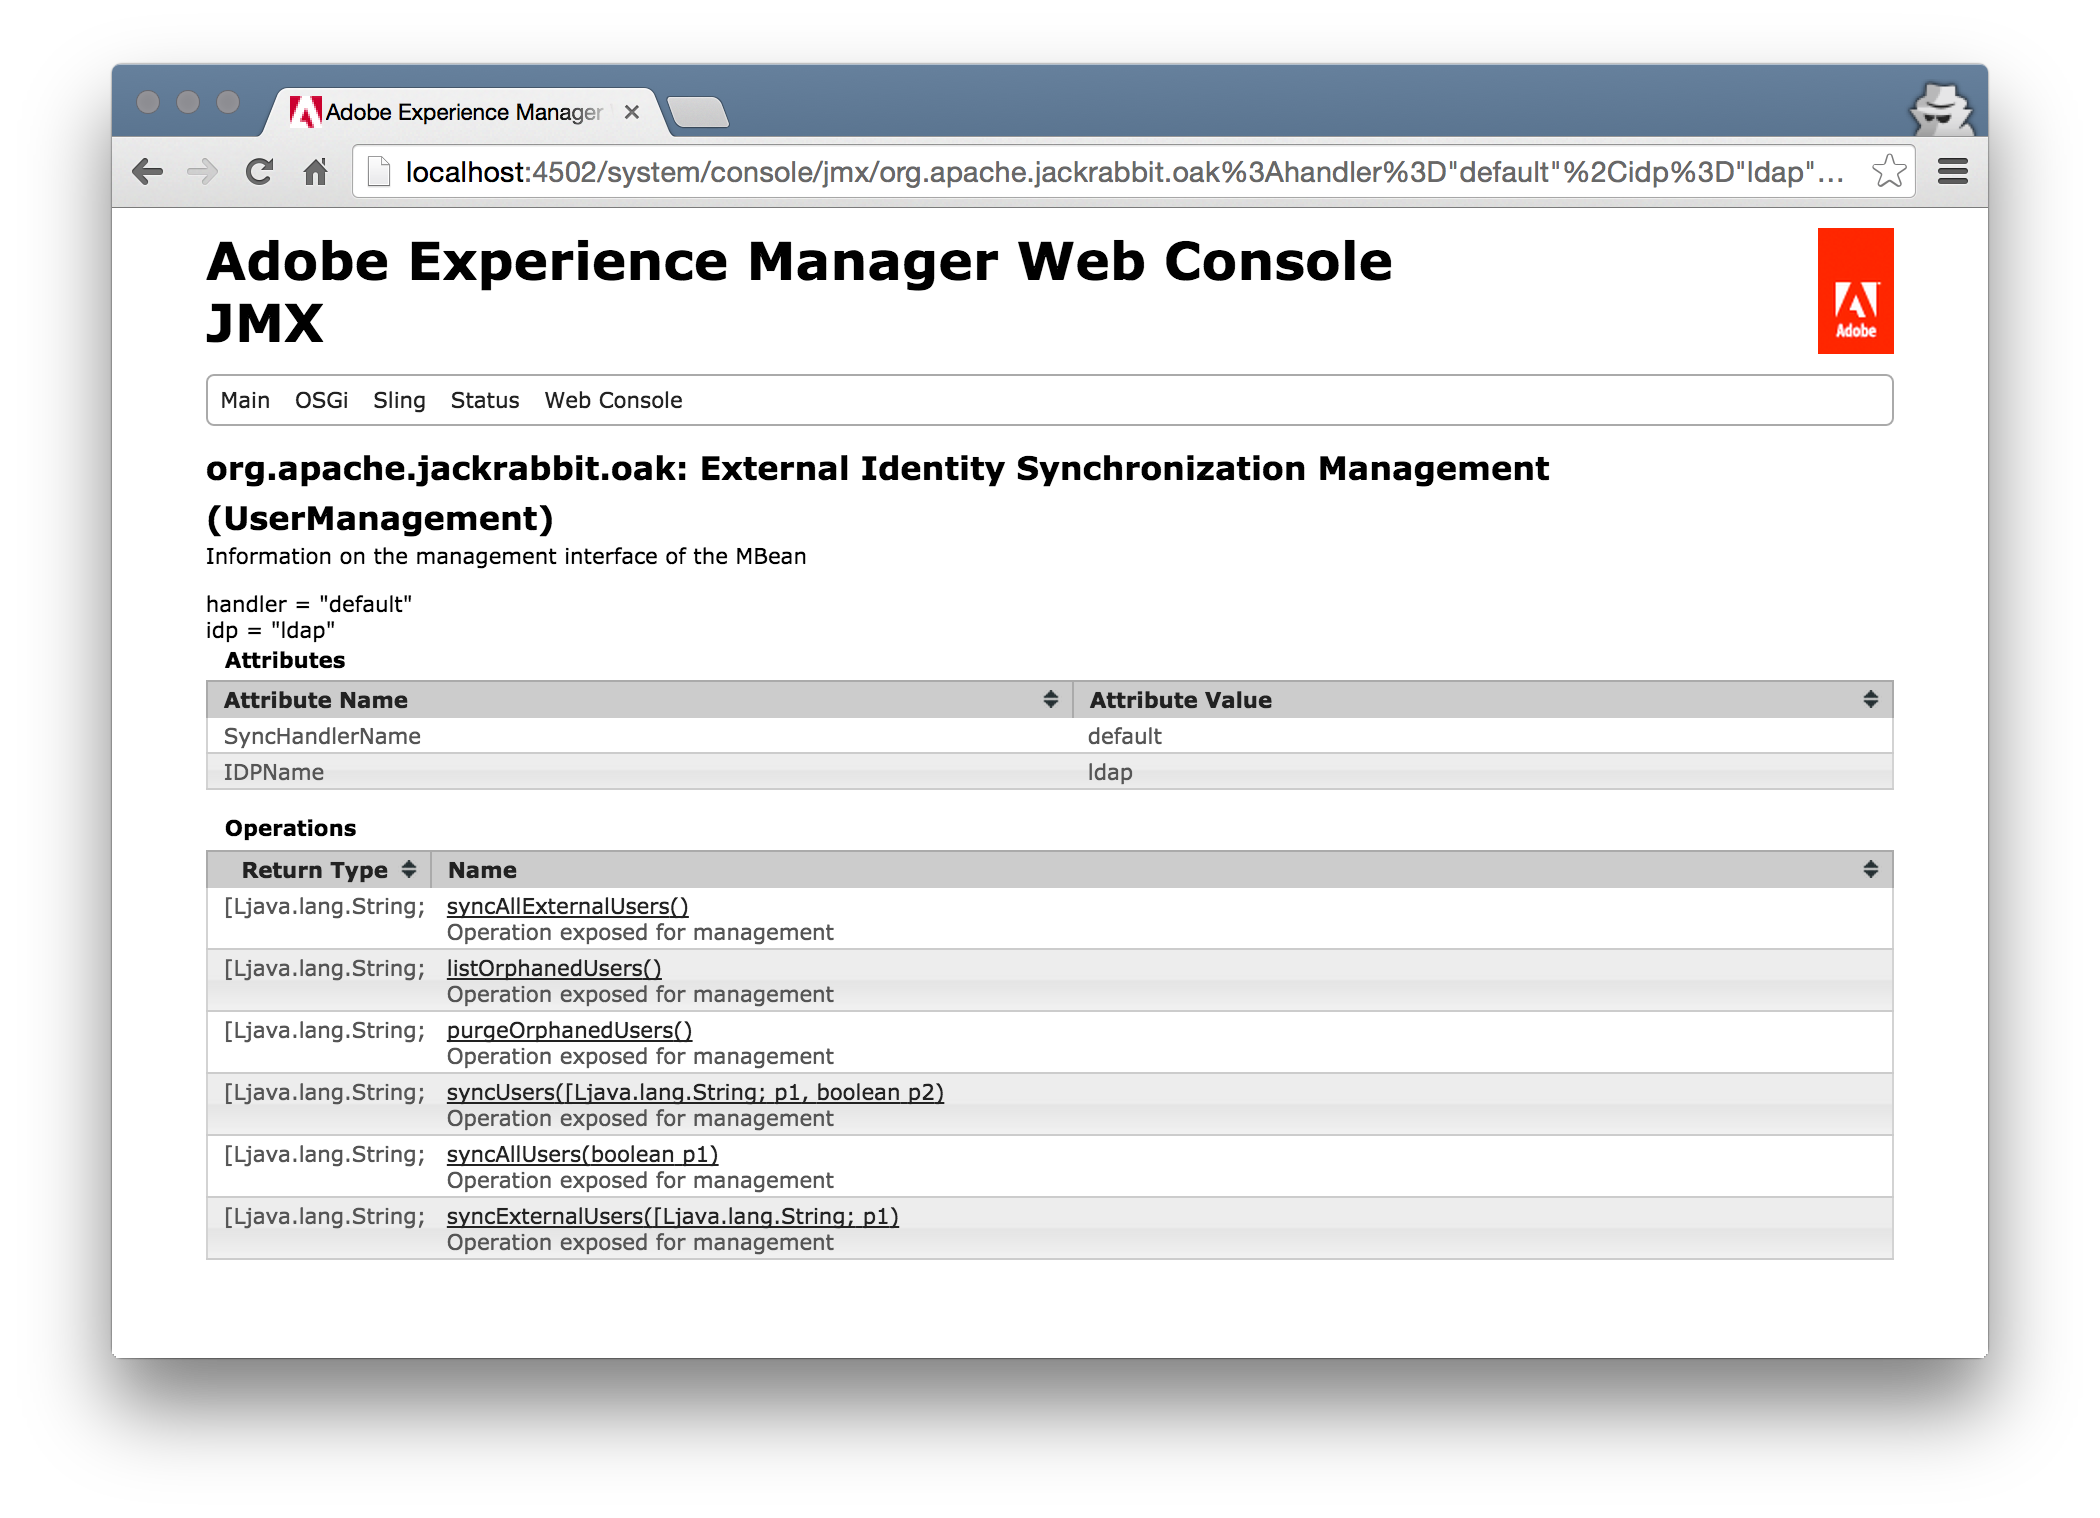 Adobe Experience Manager
localhost:4502/system/console/jmx/org.apache.jackrabbit.oak%3Ahandler%3D"default"%2Cidp%3D"ldap"...
Adobe Experience Manager Web Console
JMX
Adobe
Main OSGi Sling Status Web Console
org.apache.jackrabbit.oak: External Identity Synchronization Management
(UserManagement)
Information on the management interface of the MBean
handler = "default"
idp = "ldap"
Attributes
Attribute Name Attribute Value
SyncHandlerName default
IDPName ldap
Operations
Return Type Name
[Ljava.lang.String; syncAllExternalUsers()
Operation exposed for management
[Ljava.lang.String; listOrphanedUsers()
Operation exposed for management
[Ljava.lang.String; purgeOrphanedUsers()
Operation exposed for management
[Ljava.lang.String; syncUsers([Ljava.lang.String; p1, boolean p2)
Operation exposed for management
[Ljava.lang.String; syncAllUsers(boolean p1)
Operation exposed for management
[Ljava.lang.String; syncExternalUsers([Ljava.lang.String; p1)
Operation exposed for management